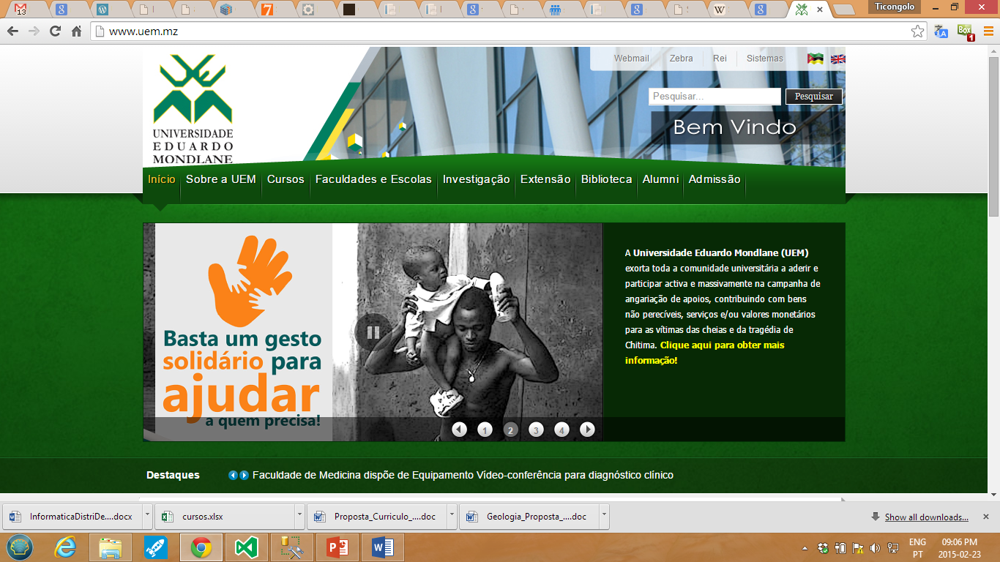 13
Ticongolo
www.uem.mz
Box
1
Webmail
Zebra
Rei
Sistemas
Pesquisar...
Pesquisar
Bem Vindo
UNIVERSIDADE
EDUARDO
MONDLANE
Início
Sobre a UEM
Cursos
Faculdades e Escolas
Investigação
Extensão
Biblioteca
Alumni
Admissão
Basta um gesto
solidário para
ajudar
a quem precisa!
A Universidade Eduardo Mondlane (UEM)
exorta toda a comunidade universitária a aderir e
participar activa e massivamente na campanha de
angariação de apoios, contribuindo com bens
não perecíveis, serviços e/ou valores monetários
para as vítimas das cheias e da tragédia de
Chitima. Clique aqui para obter mais
informação!
1
2
3
4
Destaques
Faculdade de Medicina dispõe de Equipamento Vídeo-conferência para diagnóstico clínico
InformaticaDistriDe....docx
cursos.xlsx
Proposta_Curriculo_....doc
Geologia_Proposta_....doc
Show all downloads...
ENG
PT
09:06 PM
2015-02-23